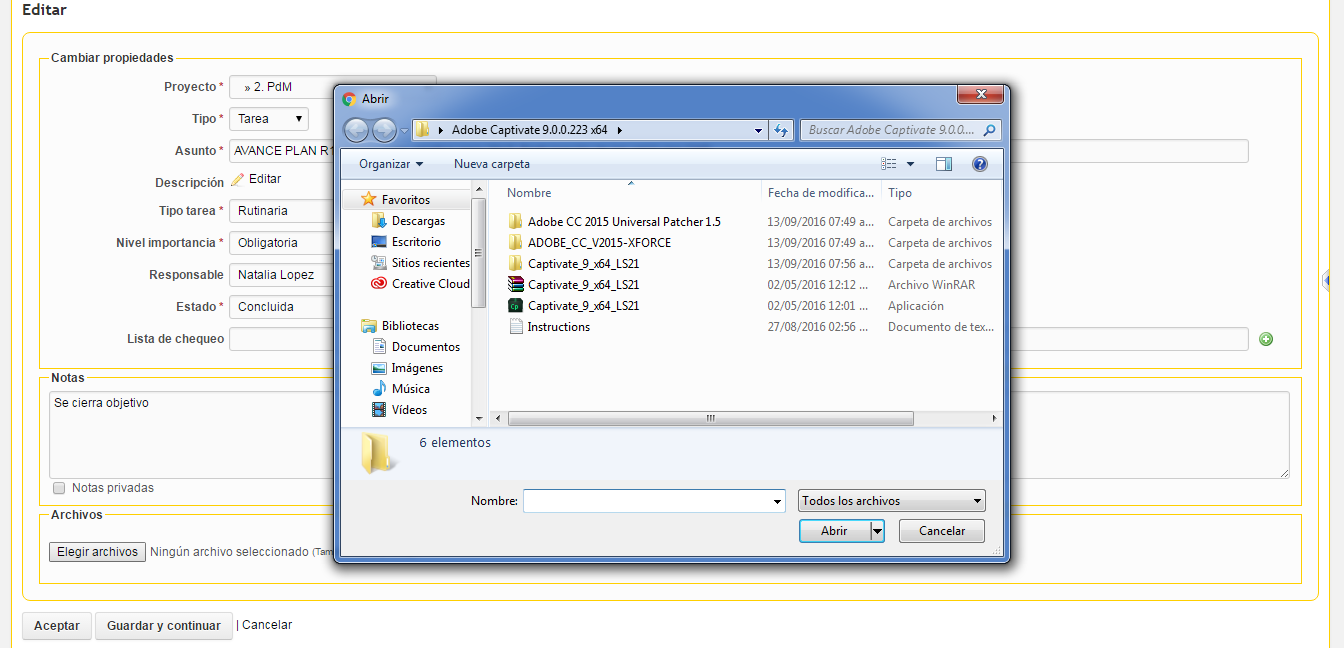 Editar
Cambiar propiedades
Proyecto * » 2. PdM
Tipo * Tarea
Asunto * AVANCE PLAN R1
Descripción Editar
Tipo tarea * Rutinaria
Nivel importancia * Obligatoria
Responsable Natalia Lopez
Estado * Concluida
Lista de chequeo
Notas
Se cierra objetivo
Notas privadas
Archivos
Elegir archivos Ningún archivo seleccionado (Tam
Aceptar Guardar y continuar | Cancelar
Abrir
Adobe Captivate 9.0.0.223 x64 Buscar Adobe Captivate 9.0.0....
Organizar Nueva carpeta
Favoritos
Descargas
Escritorio
Sitios recientes
Creative Cloud
Bibliotecas
Documentos
Imágenes
Música
Vídeos
Nombre Fecha de modifica... Tipo
Adobe CC 2015 Universal Patcher 1.5 13/09/2016 07:49 a... Carpeta de archivos
ADOBE_CC_V2015-XFORCE 13/09/2016 07:49 a... Carpeta de archivos
Captivate_9_x64_LS21 13/09/2016 07:56 a... Carpeta de archivos
Captivate_9_x64_LS21 02/05/2016 12:12 ... Archivo WinRAR
Captivate_9_x64_LS21 02/05/2016 12:01 ... Aplicación
Instructions 27/08/2016 02:56 ... Documento de tex...
6 elementos
Nombre: Todos los archivos
Abrir Cancelar